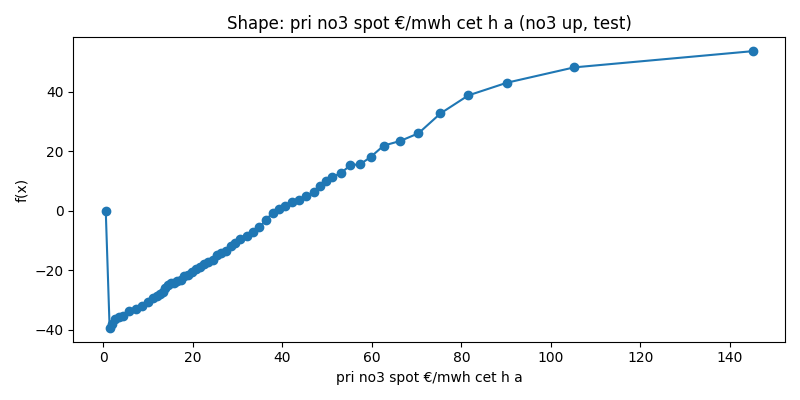 Shape: pri no3 spot €/mwh cet h a (no3 up, test)
f(x)
40
20
0
−20
−40
0 20 40 60 80 100 120 140
pri no3 spot €/mwh cet h a